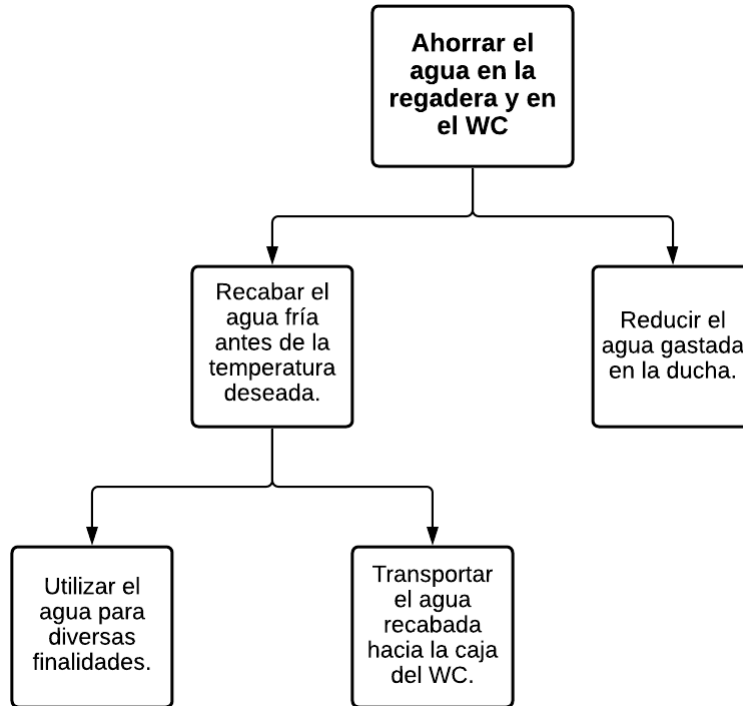 Ahorrar el
agua en la
regadera y en
el WC
Recabar el
agua fría
antes de la
temperatura
deseada.
Reducir el
agua gastada
en la ducha.
Utilizar el
agua para
diversas
finalidades.
Transportar
el agua
recabada
hacia la caja
del WC.